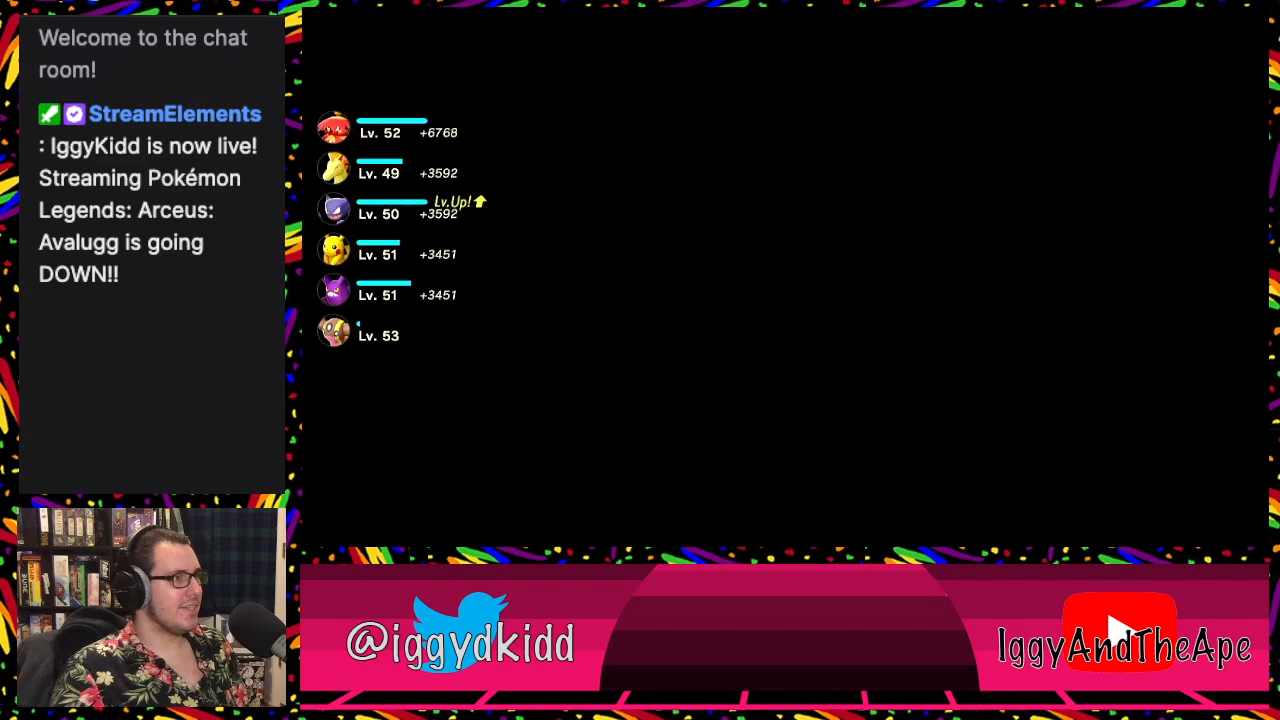 Welcome to the chat
room!
StreamElements
: IggyKidd is now live!
Streaming Pokémon
Legends: Arceus:
Avalugg is going
DOWN!!
Lv. 52 +6768
Lv. 49 +3592
Lv.Up!
Lv. 50 +3592
Lv. 51 +3451
Lv. 51 +3451
Lv. 53
@iggydkidd
IggyAndTheApe